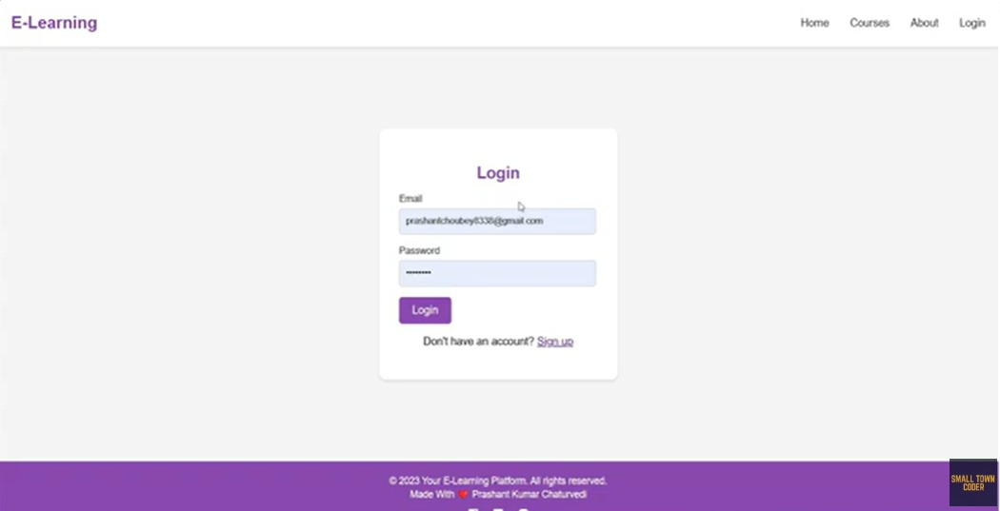 E-Learning
Home Courses About Login
Login
Email
prashantchoubey8338@gmail.com
Password
••••••••
Login
Don't have an account? Sign up
© 2023 Your E-Learning Platform. All rights reserved.
Made With ❤️ Prashant Kumar Chaturvedi
SMALL TOWN
CODER